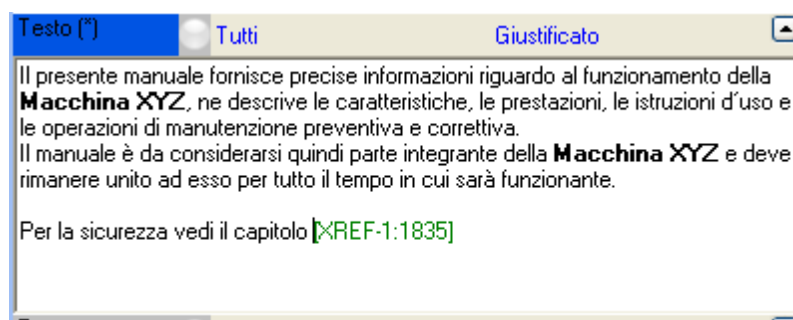 Testo (*) Tutti Giustificato
Il presente manuale fornisce precise informazioni riguardo al funzionamento della
Macchina XYZ, ne descrive le caratteristiche, le prestazioni, le istruzioni d'uso e
le operazioni di manutenzione preventiva e correttiva.
Il manuale è da considerarsi quindi parte integrante della Macchina XYZ e deve
rimanere unito ad esso per tutto il tempo in cui sarà funzionante.
Per la sicurezza vedi il capitolo [XREF-1:1835]